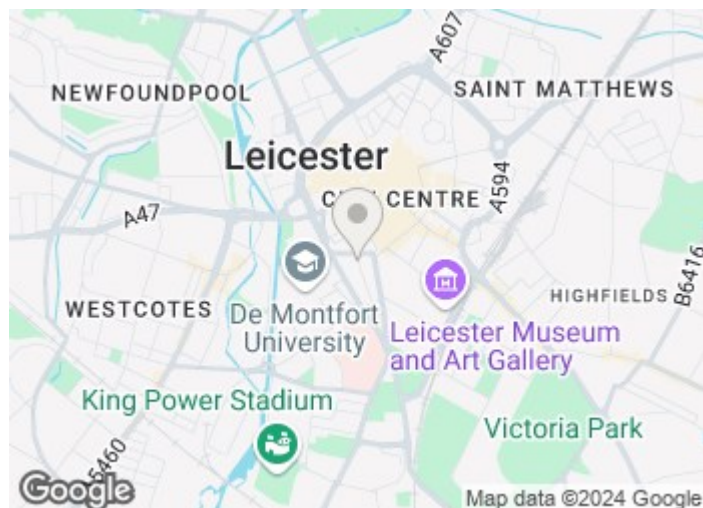 A607
NEWFOUNDPOOL
SAINT MATTHEWS
Leicester
A594
CITY CENTRE
A47
B6416
HIGHFIELDS
WESTCOTES
De Montfort
University
Leicester Museum
and Art Gallery
King Power Stadium
Victoria Park
A5460
Google
Map data ©2024 Google